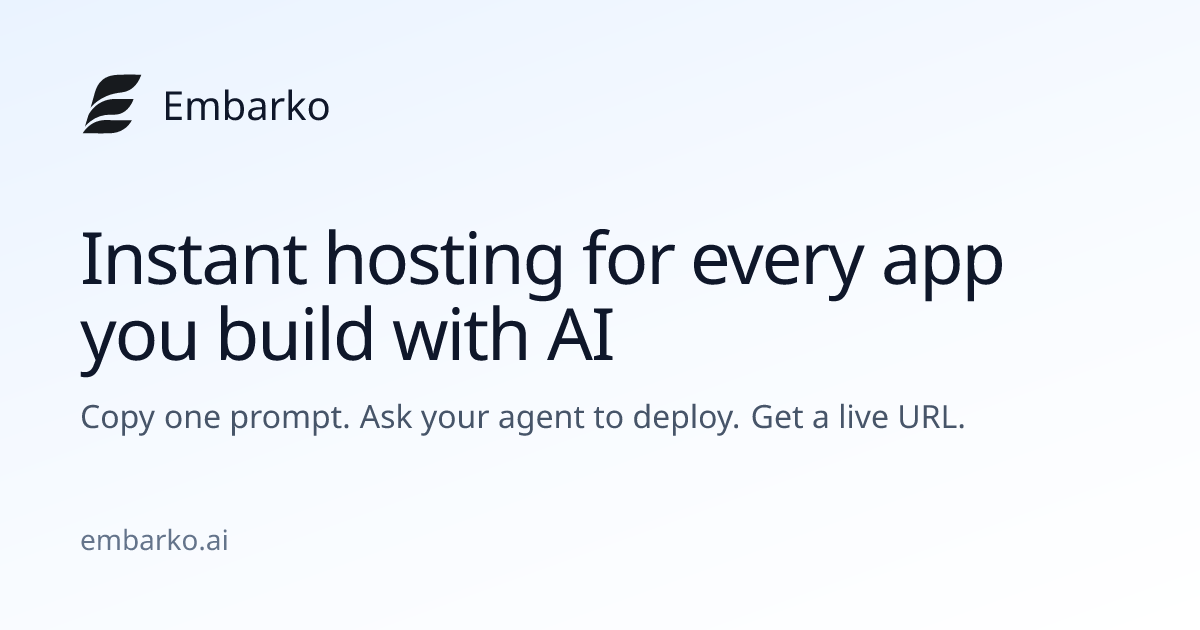 Embarko
Instant hosting for every app
you build with AI
Copy one prompt. Ask your agent to deploy. Get a live URL.
embarko.ai